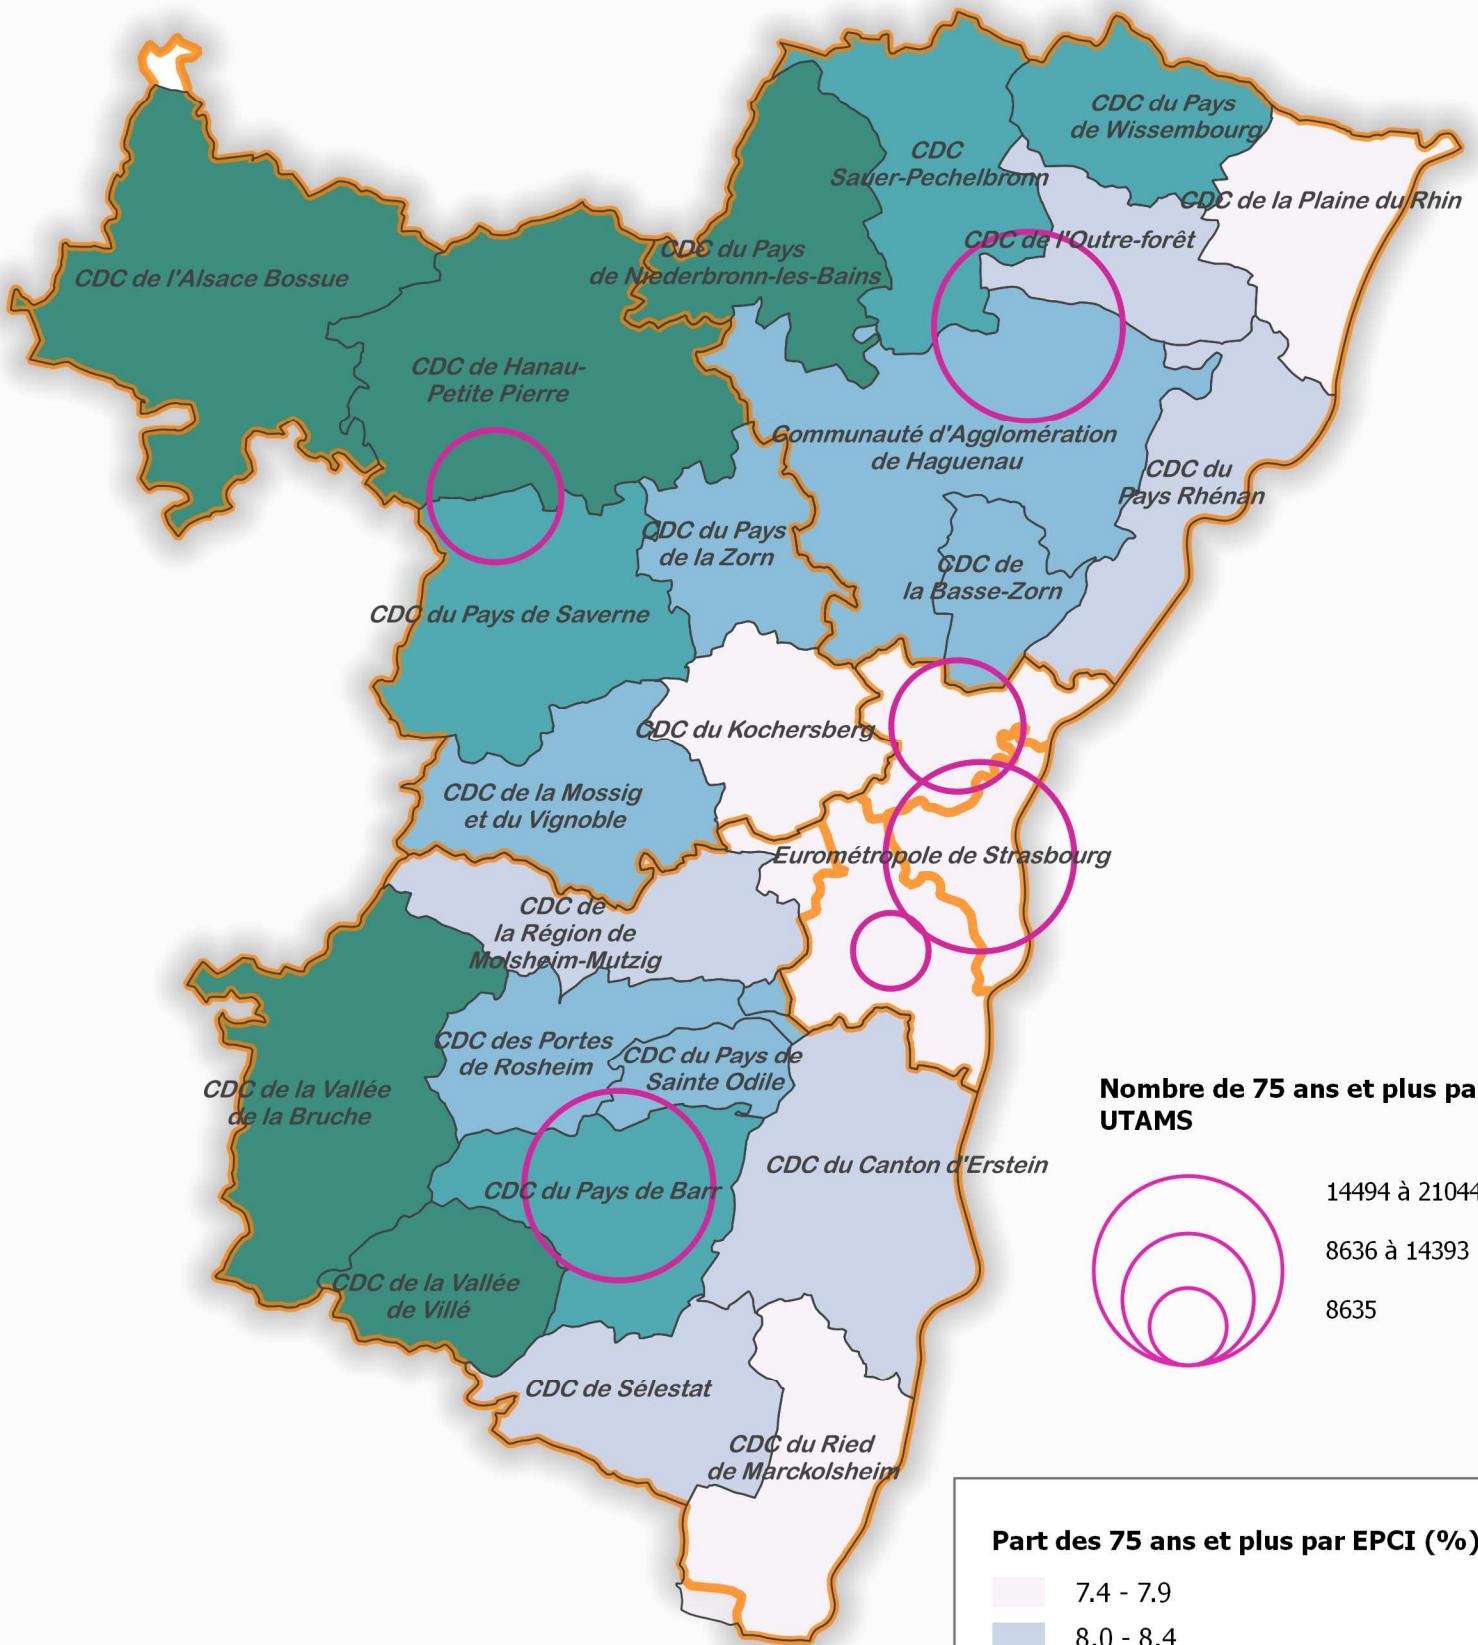 CDC du Pays
de Wissembourg
CDC
Sauer-Pechelbronn
CDC de la Plaine du Rhin
CDC de l'Outre-forêt
CDC du Pays
de Niederbronn-les-Bains
CDC de l'Alsace Bossue
CDC de Hanau-
Petite Pierre
Communauté d'Agglomération
de Haguenau
CDC du
Pays Rhénan
CDC du Pays
de la Zorn
CDC de
la Basse-Zorn
CDC du Pays de Saverne
CDC du Kochersberg
CDC de la Mossig
et du Vignoble
Eurométropole de Strasbourg
CDC de
la Région de
Molsheim-Mutzig
CDC des Portes
de Rosheim
CDC du Pays de
Sainte Odile
CDC de la Vallée
de la Bruche
CDC du Canton d'Erstein
CDC du Pays de Barr
CDC de la Vallée
de Villé
CDC de Sélestat
CDC du Ried
de Marckolsheim
Nombre de 75 ans et plus pa
UTAMS
14494 à 21044
8636 à 14393
8635
Part des 75 ans et plus par EPCI (%)
7.4 - 7.9
8.0 - 8.4